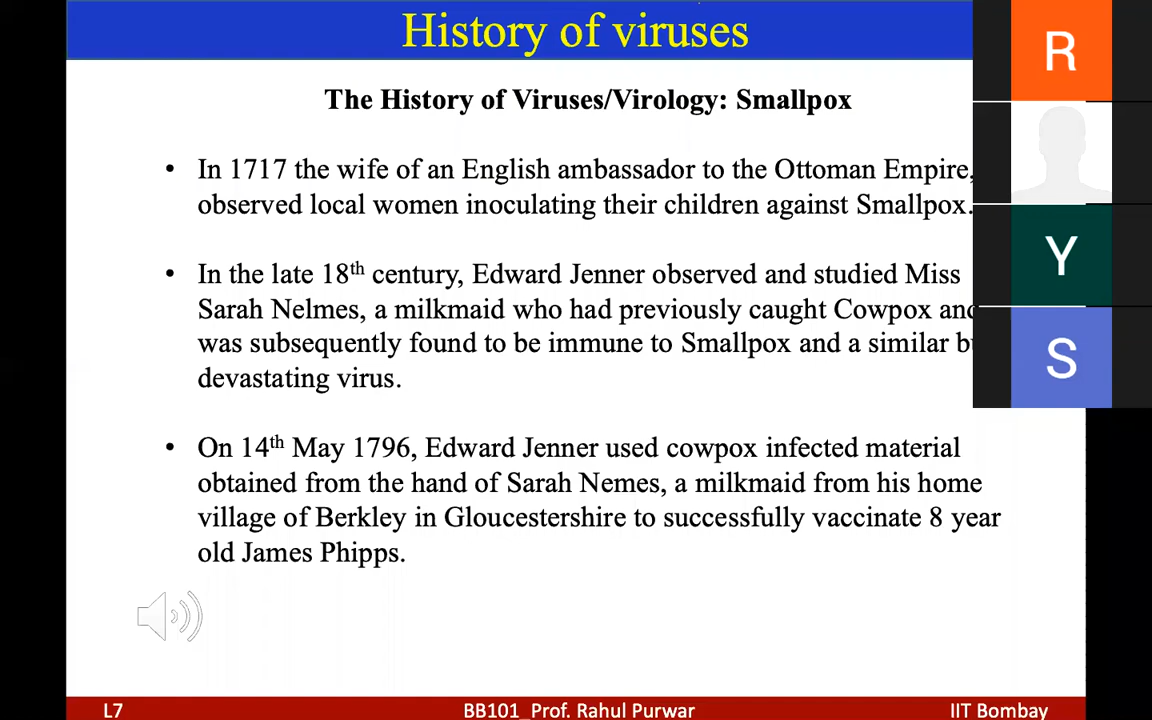 History of viruses
The History of Viruses/Virology: Smallpox
• In 1717 the wife of an English ambassador to the Ottoman Empire,
observed local women inoculating their children against Smallpox.
• In the late 18th century, Edward Jenner observed and studied Miss
Sarah Nelmes, a milkmaid who had previously caught Cowpox and
was subsequently found to be immune to Smallpox and a similar
devastating virus.
• On 14th May 1796, Edward Jenner used cowpox infected material
obtained from the hand of Sarah Nemes, a milkmaid from his home
village of Berkley in Gloucestershire to successfully vaccinate 8 year
old James Phipps.
R
Y
S
L7 BB101_Prof. Rahul Purwar IIT Bombay